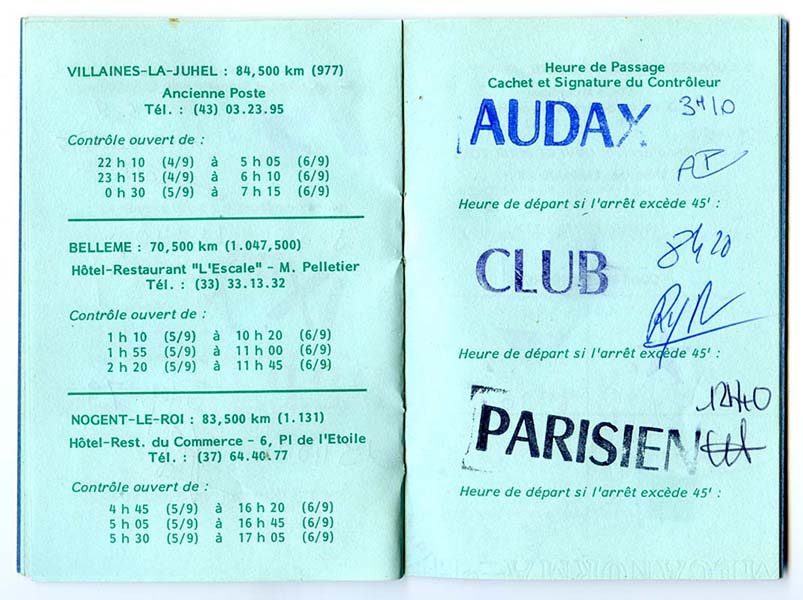 VILLAINES-LA-JUHEL : 84,500 km (977)
Ancienne Poste
Tél. : (43) 03.23.95
Contrôle ouvert de :
22 h 10 (4/9) à 5 h 05 (6/9)
23 h 15 (4/9) à 6 h 10 (6/9)
0 h 30 (5/9) à 7 h 15 (6/9)
BELLEME : 70,500 km (1.047,500)
Hôtel-Restaurant "L'Escale" - M. Pelletier
Tél. : (33) 33.13.32
Contrôle ouvert de :
1 h 10 (5/9) à 10 h 20 (6/9)
1 h 55 (5/9) à 11 h 00 (6/9)
2 h 20 (5/9) à 11 h 45 (6/9)
NOGENT-LE-ROI : 83,500 km (1.131)
Hôtel-Rest. du Commerce - 6, Pl de l'Etoile
Tél. : (37) 64.40.77
Contrôle ouvert de :
4 h 45 (5/9) à 16 h 20 (6/9)
5 h 05 (5/9) à 16 h 45 (6/9)
5 h 30 (5/9) à 17 h 05 (6/9)
Heure de Passage
Cachet et Signature du Contrôleur
AUDAX 3H10
Heure de départ si l'arrêt excède 45' :
CLUB 8h20
Heure de départ si l'arrêt excède 45' :
PARISIEN 12H40
Heure de départ si l'arrêt excède 45' :